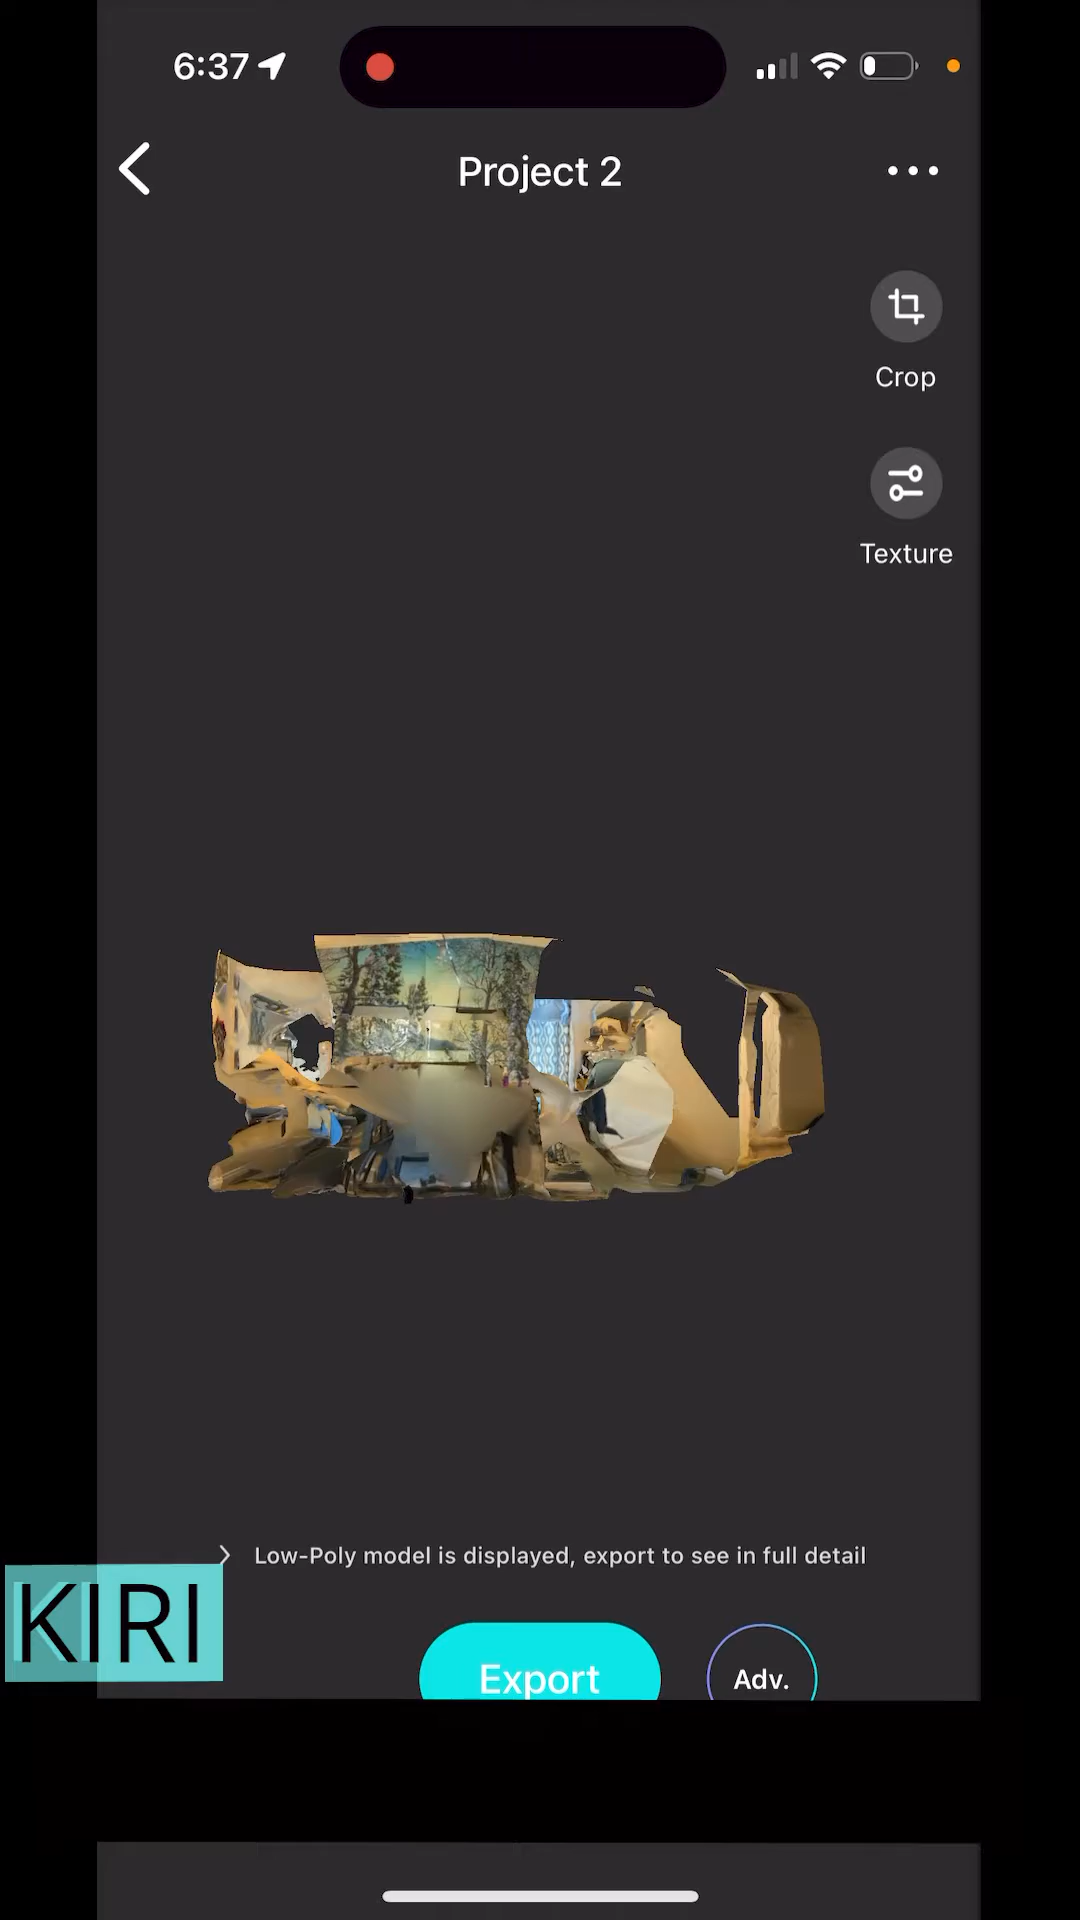 6:37
Project 2
Crop
Texture
Low-Poly model is displayed, export to see in full detail
KIRI
Export
Adv.